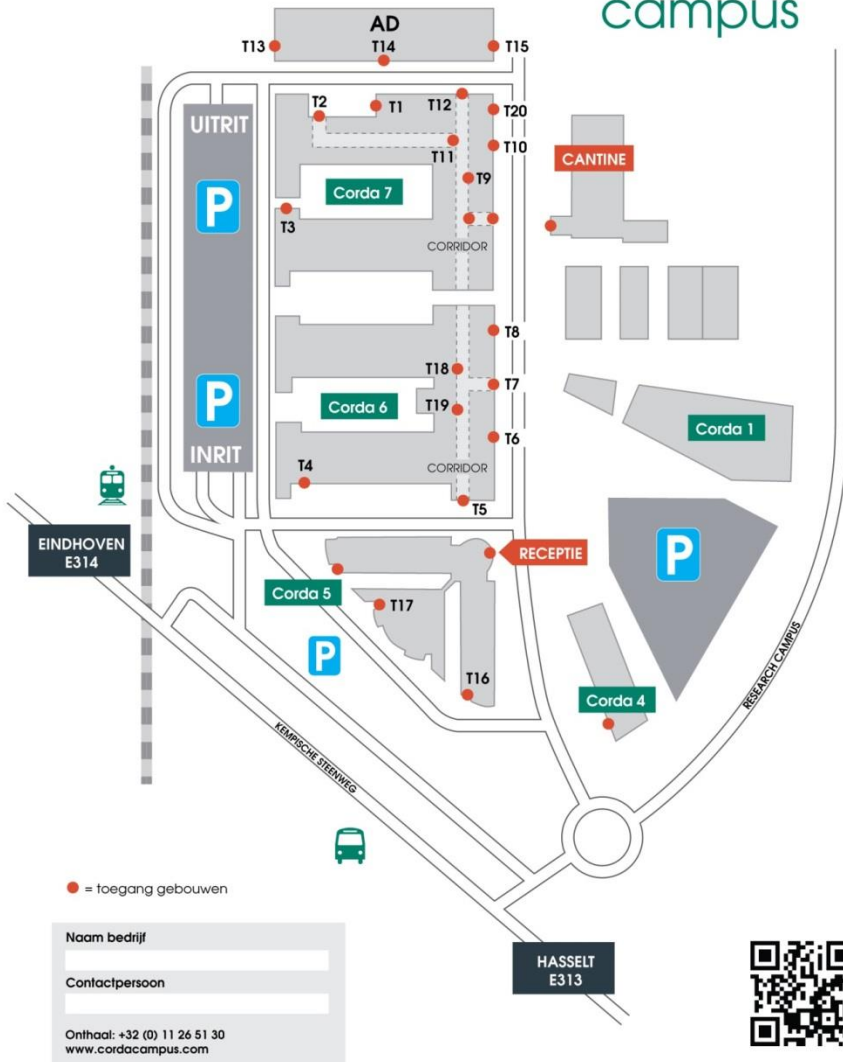 campus
AD
T13
T14
T15
T2
T1
T12
T20
UITRIT
T11
T10
CANTINE
P
Corda 7
T9
T3
CORRIDOR
T8
T18
T7
P
Corda 6
T19
Corda 1
T6
INRIT
T4
CORRIDOR
T5
EINDHOVEN
E314
RECEPTIE
P
Corda 5
T17
P
T16
Corda 4
RESEARCH CAMPUS
KEMPISCHE STEENWEG
= toegang gebouwen
Naam bedrijf
Contactpersoon
HASSELT
E313
Onthaal: +32 (0) 11 26 51 30
www.cordacampus.com